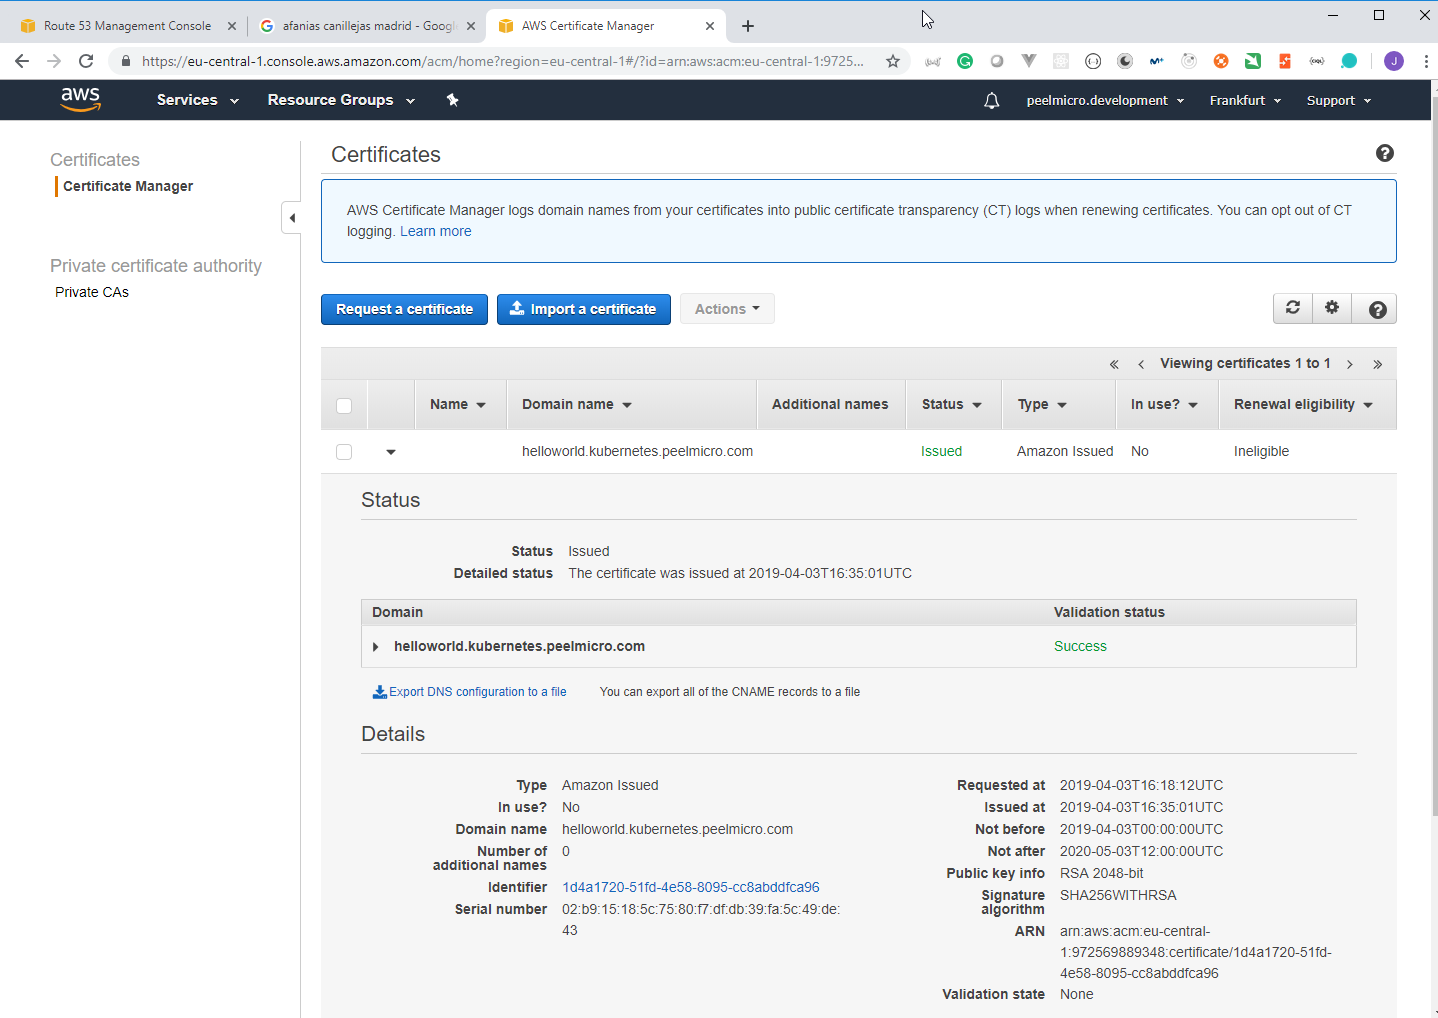 Route 53 Management Console
afanias canillejas madrid - Googl
AWS Certificate Manager
https://eu-central-1.console.aws.amazon.com/acm/home?region=eu-central-1#/?id=arn:aws:acm:eu-central-1:9725...
J
aws
Services
Resource Groups
peelmicro.development
Frankfurt
Support
Certificates
Certificate Manager
Private certificate authority
Private CAs
Certificates
AWS Certificate Manager logs domain names from your certificates into public certificate transparency (CT) logs when renewing certificates. You can opt out of CT
logging. Learn more
Request a certificate
Import a certificate
Actions
« ‹ Viewing certificates 1 to 1 › »
Name Domain name Additional names Status Type In use? Renewal eligibility
helloworld.kubernetes.peelmicro.com Issued Amazon Issued No Ineligible
Status
Status Issued
Detailed status The certificate was issued at 2019-04-03T16:35:01UTC
Domain Validation status
helloworld.kubernetes.peelmicro.com Success
Export DNS configuration to a file You can export all of the CNAME records to a file
Details
Type Amazon Issued
In use? No
Domain name helloworld.kubernetes.peelmicro.com
Number of additional names 0
Identifier 1d4a1720-51fd-4e58-8095-cc8abddfca96
Serial number 02:b9:15:18:5c:75:80:f7:df:db:39:fa:5c:49:de:
43
Requested at 2019-04-03T16:18:12UTC
Issued at 2019-04-03T16:35:01UTC
Not before 2019-04-03T00:00:00UTC
Not after 2020-05-03T12:00:00UTC
Public key info RSA 2048-bit
Signature algorithm SHA256WITHRSA
ARN arn:aws:acm:eu-central-
1:972569889348:certificate/1d4a1720-51fd-
4e58-8095-cc8abddfca96
Validation state None